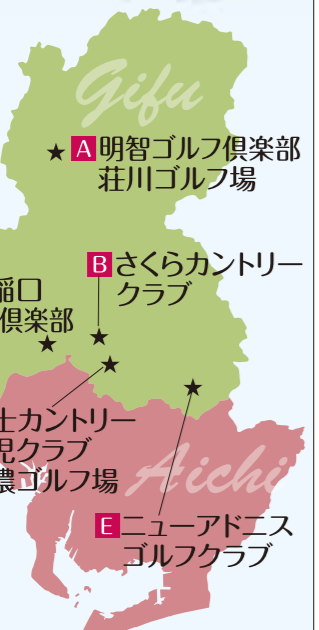 Gifu
A 明智ゴルフ倶楽部
荘川ゴルフ場
B さくらカントリー
クラブ
稲口
倶楽部
士カントリー
児クラブ
濃ゴルフ場
Aichi
E ニューアドニス
ゴルフクラブ